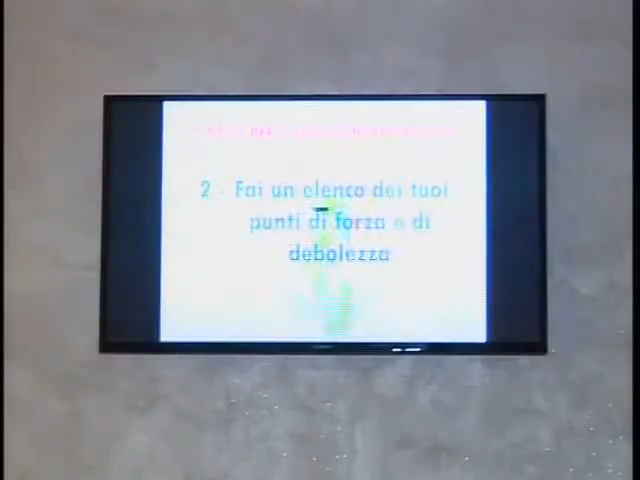 2 - Fai un elenco dei tuoi
punti di forza e di
debolezza